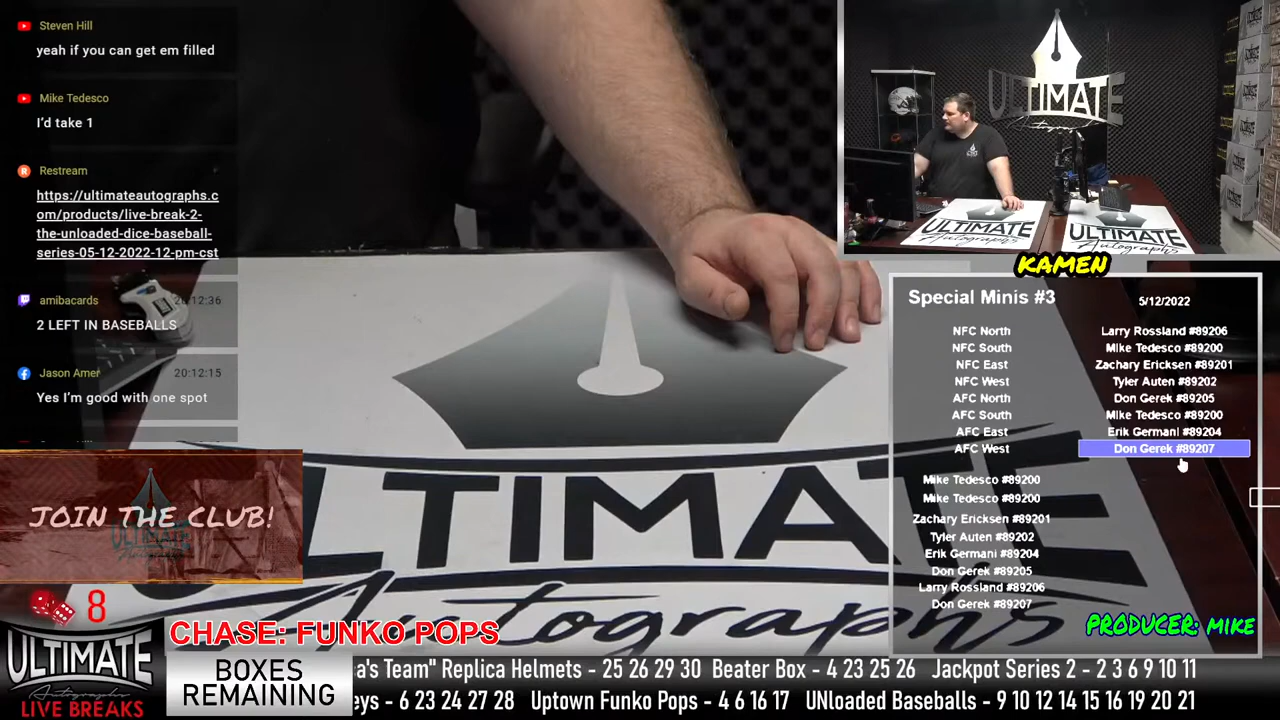 Steven Hill
yeah if you can get em filled
Mike Tedesco
I'd take 1
Restream
https://ultimateautographs.c
om/products/live-break-2-
the-unloaded-dice-baseball-
series-05-12-2022-12-pm-cst
amibacards 20:12:36
2 LEFT IN BASEBALLS
Jason Amer 20:12:15
Yes I'm good with one spot
JOIN THE CLUB!
8
ULTIMATE
Autographs
LIVE BREAKS
CHASE: FUNKO POPS
BOXES
REMAINING
a's Team" Replica Helmets - 25 26 29 30 Beater Box - 4 23 25 26 Jackpot Series 2 - 2 3 6 9 10 11
eys - 6 23 24 27 28 Uptown Funko Pops - 4 6 16 17 UNloaded Baseballs - 9 10 12 14 15 16 19 20 21
LTIMATE
Autographs
ULTIMATE
Autographs
ULTIMATE
Autographs
ULTIMATE
Autographs
KAMEN
Special Minis #3 5/12/2022
NFC North Larry Rossland #89206
NFC South Mike Tedesco #89200
NFC East Zachary Ericksen #89201
NFC West Tyler Auten #89202
AFC North Don Gerek #89205
AFC South Mike Tedesco #89200
AFC East Erik Germani #89204
AFC West Don Gerek #89207
Mike Tedesco #89200
Mike Tedesco #89200
Zachary Ericksen #89201
Tyler Auten #89202
Erik Germani #89204
Don Gerek #89205
Larry Rossland #89206
Don Gerek #89207
PRODUCER: MIKE